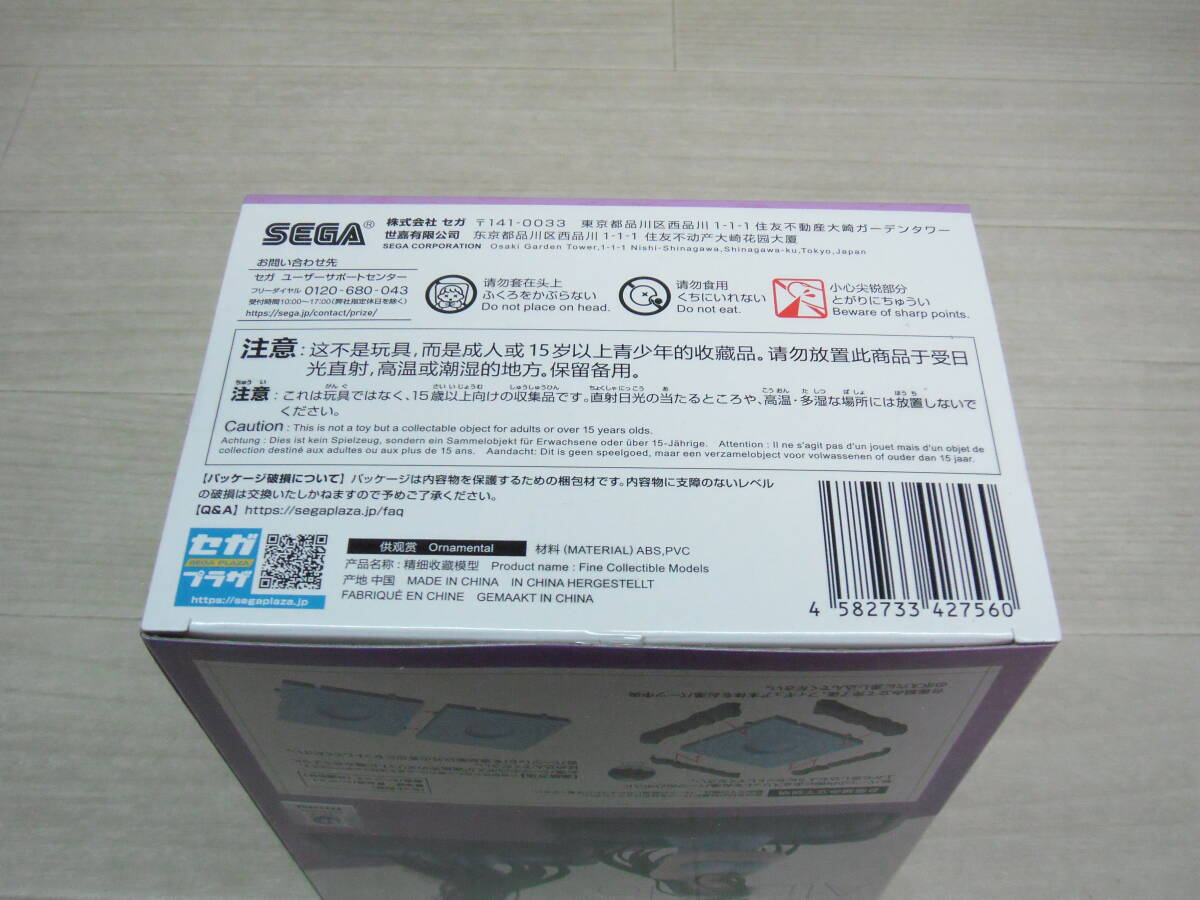 SEGA®
株式会社 セガ 〒141-0033 東京都品川区西品川1-1-1住友不動産大崎ガーデンタワー
世嘉有限公司 东京都品川区西品川1-1-1 住友不动产大崎花园大厦
SEGA CORPORATION Osaki Garden Tower,1-1-1 Nishi-Shinagawa,Shinagawa-ku,Tokyo,Japan
お問い合わせ先
セガ ユーザーサポートセンター
フリーダイヤル 0120-680-043
受付時間10:00~17:00(弊社指定休日を除く)
https://sega.jp/contact/prize/
请勿套在头上
ふくろをかぶらない
Do not place on head.
请勿食用
くちにいれない
Do not eat.
小心尖锐部分
とがりにちゅうい
Beware of sharp points.
注意:这不是玩具,而是成人或15岁以上青少年的收藏品。请勿放置此商品于受日
光直射,高温或潮湿的地方。保留备用。
注意:これは玩具ではなく、15歳以上向けの収集品です。直射日光の当たるところや、高温・多湿な場所には放置しないで
ください。
Caution : This is not a toy but a collectable object for adults or over 15 years olds.
Achtung : Dies ist kein Spielzeug, sondern ein Sammelobjekt für Erwachsene oder über 15-Jährige. Attention : Il ne s'agit pas d'un jouet mais d'un objet de
collection destiné aux adultes ou aux plus de 15 ans. Aandacht: Dit is geen speelgoed, maar een verzamelobject voor volwassenen of ouder dan 15 jaar.
【パッケージ破損について】パッケージは内容物を保護するための梱包材です。内容物に支障のないレベル
の破損は交換いたしかねますので予めご了承ください。
【Q&A】https://segaplaza.jp/faq
セガ
SEGA PLAZA
プラザ
https://segaplaza.jp
供观赏 Ornamental 材料(MATERIAL)ABS,PVC
产品名称:精细收藏模型 Product name : Fine Collectible Models
产地 中国 MADE IN CHINA IN CHINA HERGESTELLT
FABRIQUÉ EN CHINE GEMAAKT IN CHINA
4 582733 427560